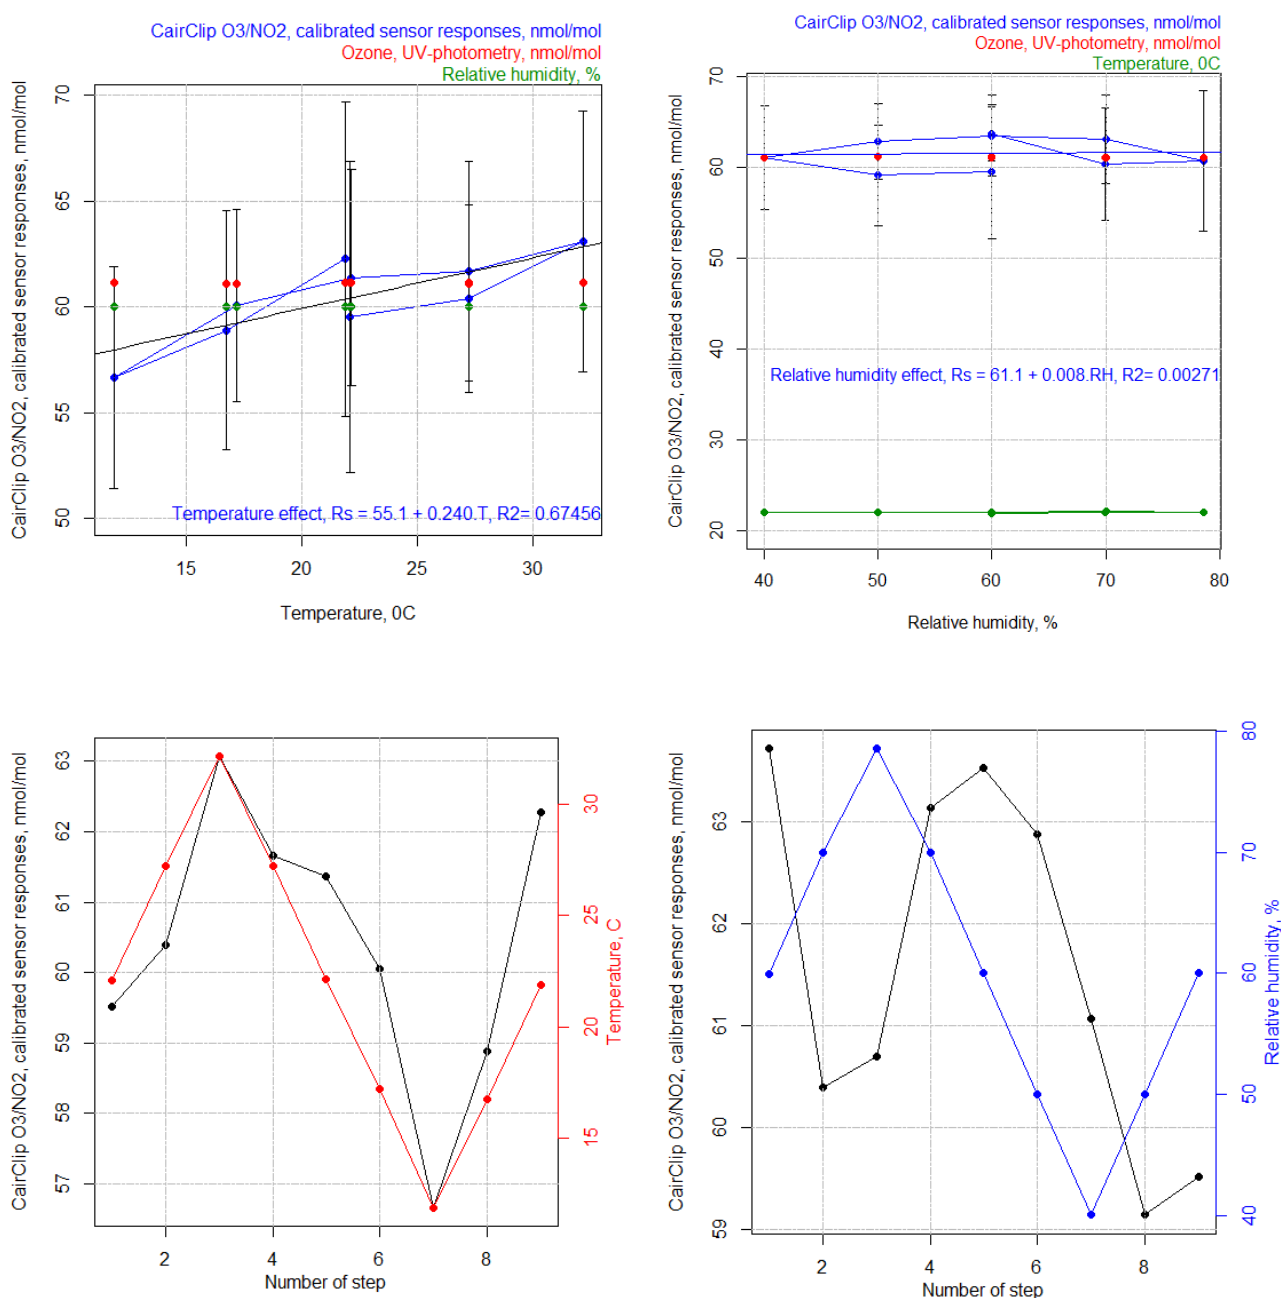 CairClip O3/NO2, calibrated sensor responses, nmol/mol
Ozone, UV-photometry, nmol/mol
Relative humidity, %
CairClip O3/NO2, calibrated sensor responses, nmol/mol
70
65
60
55
50
Temperature effect, Rs = 55.1 + 0.240.T, R2= 0.67456
15
20
25
30
Temperature, 0C
CairClip O3/NO2, calibrated sensor responses, nmol/mol
Ozone, UV-photometry, nmol/mol
Temperature, 0C
CairClip O3/NO2, calibrated sensor responses, nmol/mol
70
60
50
40
30
20
Relative humidity effect, Rs = 61.1 + 0.008.RH, R2= 0.00271
40
50
60
70
80
Relative humidity, %
CairClip O3/NO2, calibrated sensor responses, nmol/mol
63
62
61
60
59
58
57
30
25
20
15
Temperature, C
2
4
6
8
Number of step
CairClip O3/NO2, calibrated sensor responses, nmol/mol
63
62
61
60
59
80
70
60
50
40
Relative humidity, %
2
4
6
8
Number of step